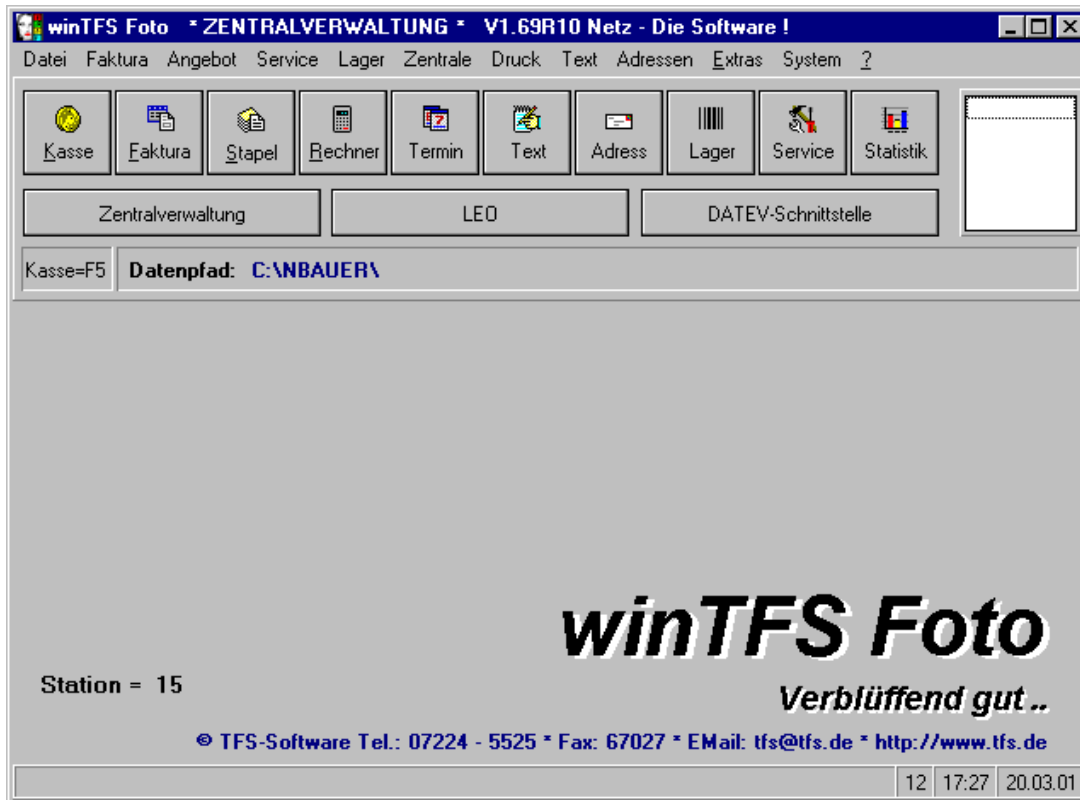 winTFS Foto * ZENTRALVERWALTUNG * V1.69R10 Netz - Die Software !
Datei Faktura Angebot Service Lager Zentrale Druck Text Adressen Extras System ?
Kasse Faktura Stapel Rechner Termin Text Adress Lager Service Statistik
Zentralverwaltung LEO DATEV-Schnittstelle
Kasse=F5 Datenpfad: C:\NBAUER\
winTFS Foto
Station = 15
Verblüffend gut ..
© TFS-Software Tel.: 07224 - 5525 * Fax: 67027 * EMail: tfs@tfs.de * http://www.tfs.de
12 17:27 20.03.01